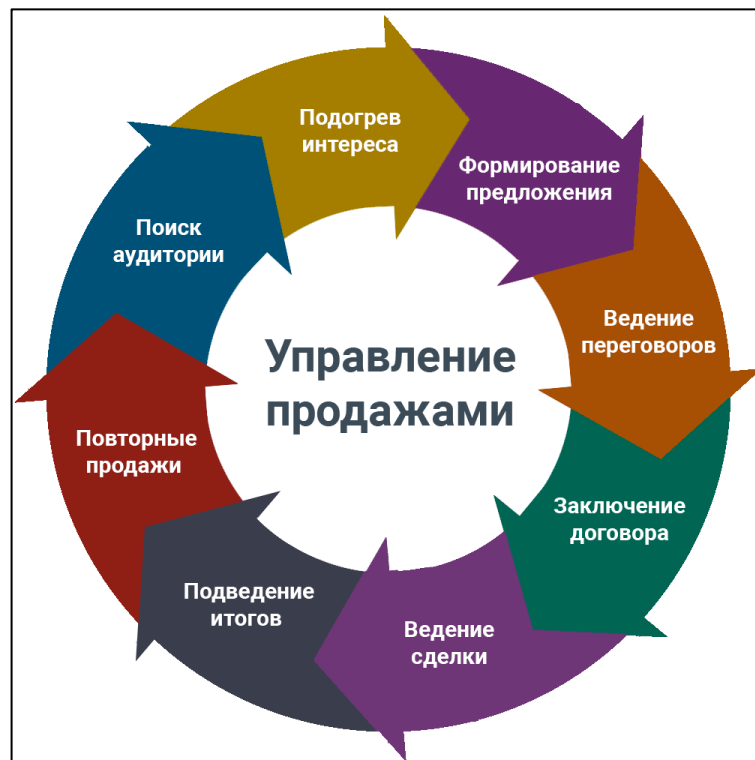 Подогрев
интереса
Формирование
предложения
Поиск
аудитории
Ведение
переговоров
Управление
продажами
Повторные
продажи
Заключение
договора
Подведение
итогов
Ведение
сделки